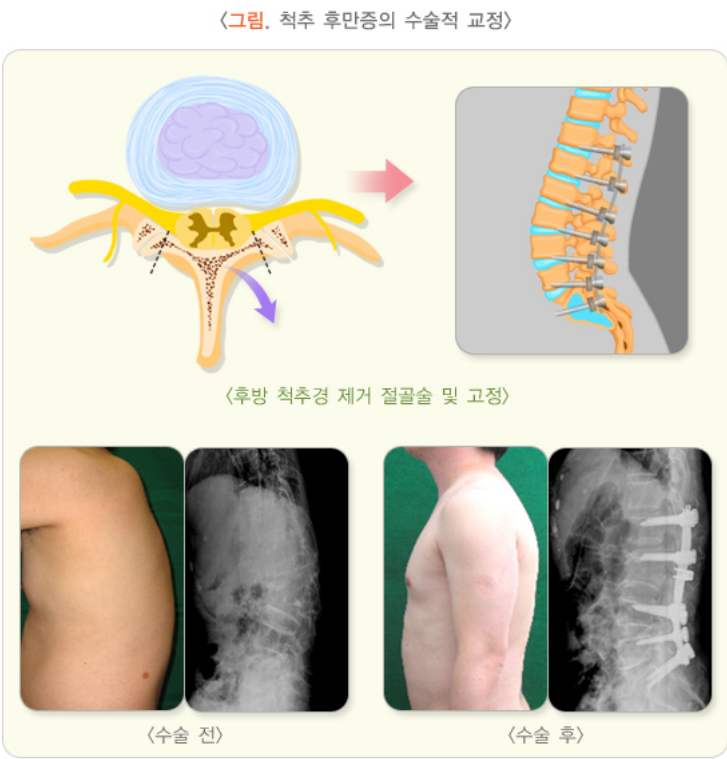 <그림. 척추 후만증의 수술적 교정>
<후방 척추경 제거 절골술 및 고정>
<수술 전>
<수술 후>